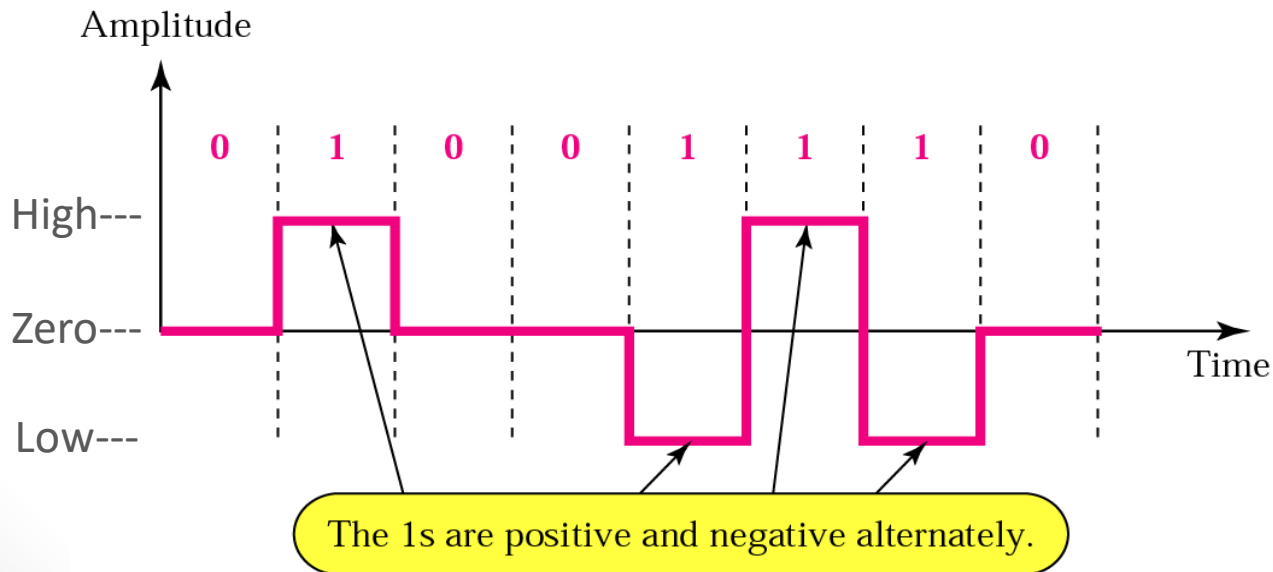 Amplitude
0 1 0 0 1 1 1 0
High---
Zero---
Time
Low---
The 1s are positive and negative alternately.